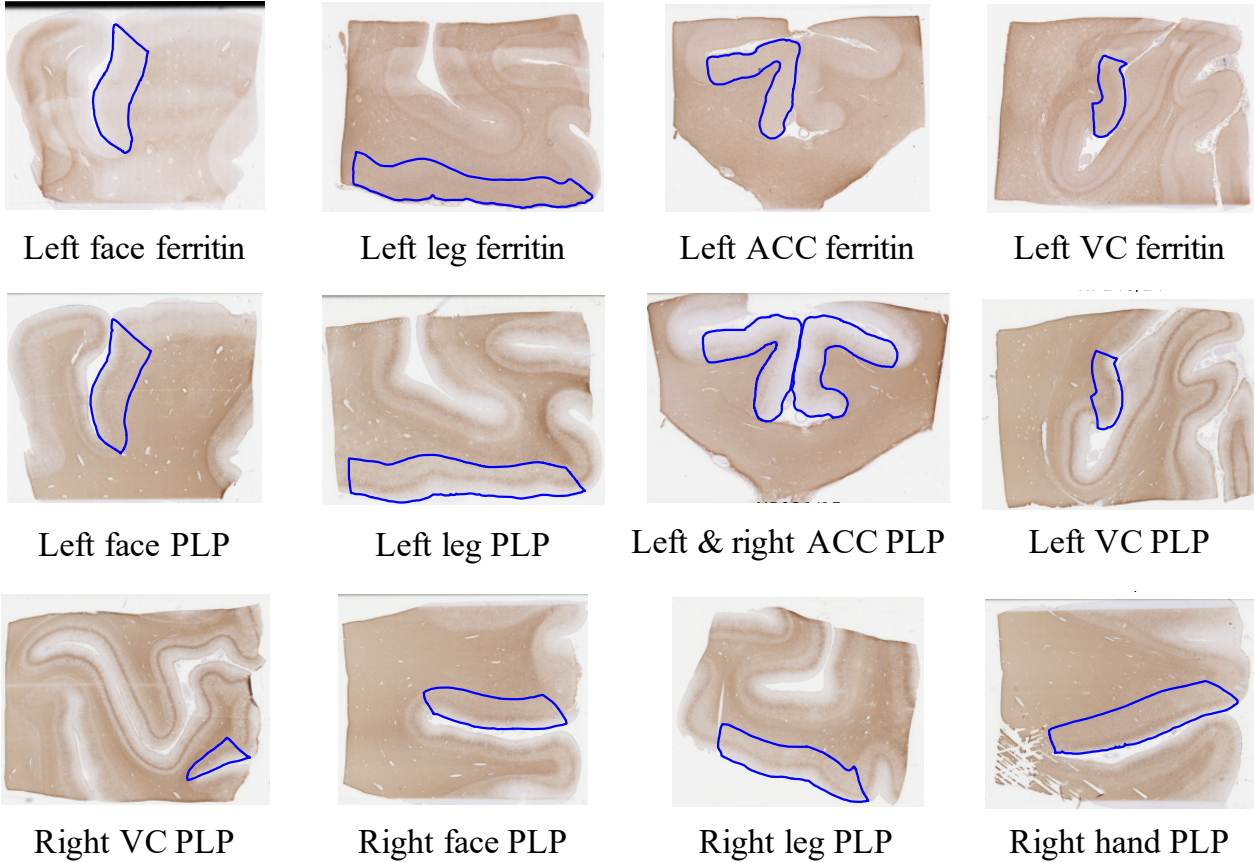 Left face ferritin
Left leg ferritin
Left ACC ferritin
Left VC ferritin
Left face PLP
Left leg PLP
Left & right ACC PLP
Left VC PLP
Right VC PLP
Right face PLP
Right leg PLP
Right hand PLP